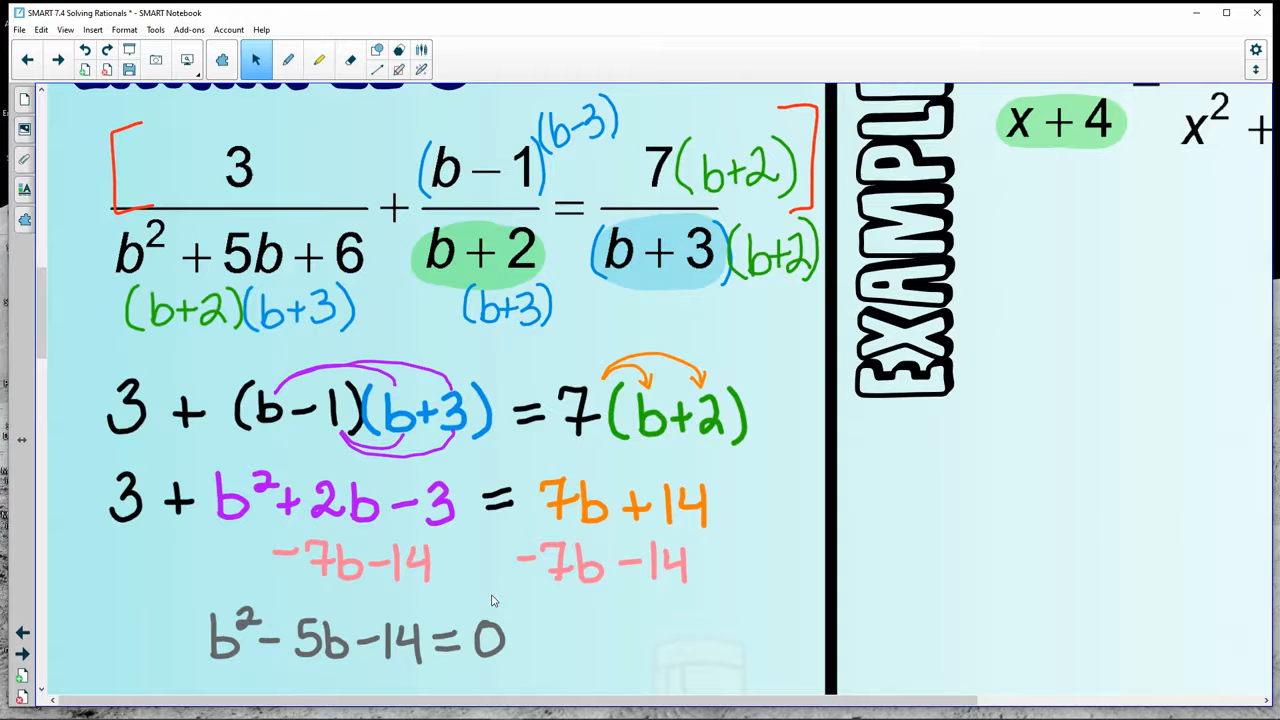 SMART 7.4 Solving Rationals * - SMART Notebook
File Edit View Insert Format Tools Add-ons Account Help
3 / (b² + 5b + 6) + (b − 1)(b−3) / (b + 2) = 7(b+2) / (b + 3)(b+2)
(b+2)(b+3) (b+3)
3 + (b−1)(b+3) = 7(b+2)
3 + b²+2b−3 = 7b+14
−7b−14 −7b−14
b²−5b−14=0
EXAMPL
x + 4 x² +